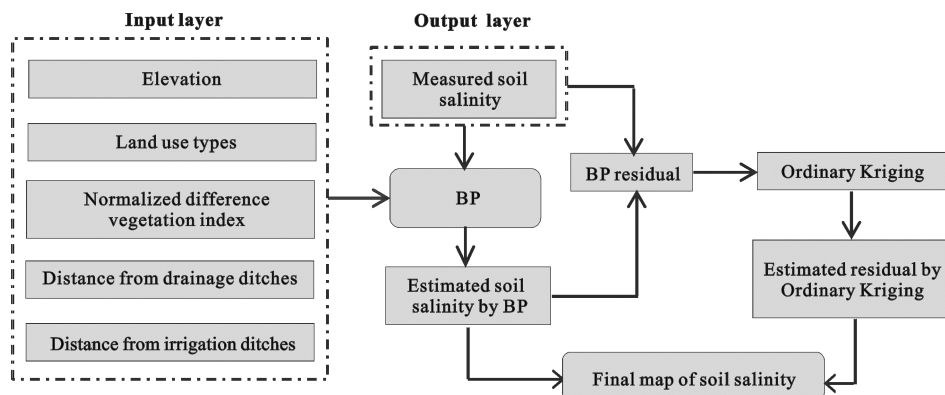 Input layer
Elevation
Land use types
Normalized difference
vegetation index
Distance from drainage ditches
Distance from irrigation ditches
Output layer
Measured soil
salinity
BP
Estimated soil
salinity by BP
BP residual
Ordinary Kriging
Estimated residual by
Ordinary Kriging
Final map of soil salinity